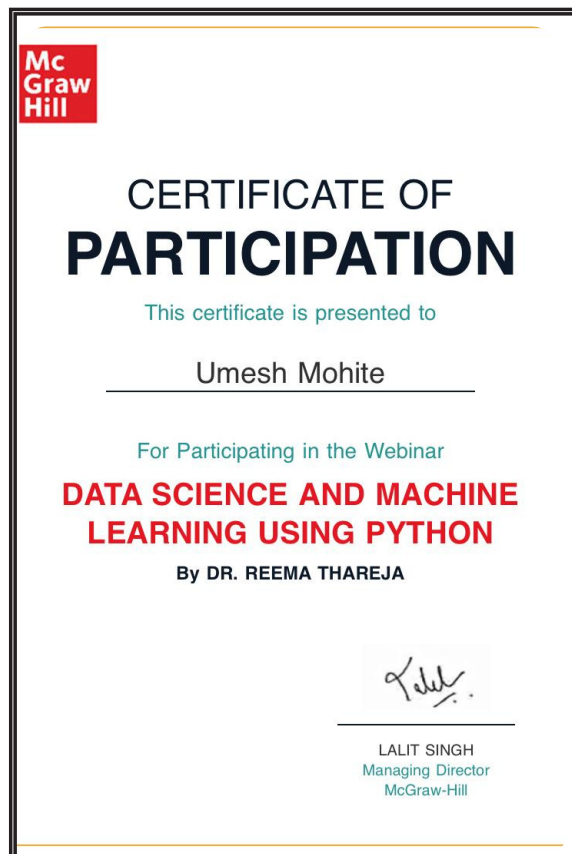 Mc
Graw
Hill
CERTIFICATE OF
PARTICIPATION
This certificate is presented to
Umesh Mohite
For Participating in the Webinar
DATA SCIENCE AND MACHINE
LEARNING USING PYTHON
By DR. REEMA THAREJA
LALIT SINGH
Managing Director
McGraw-Hill